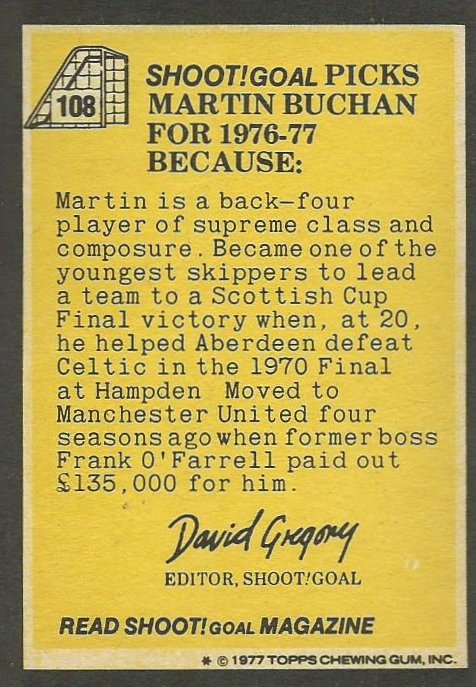 108
SHOOT!GOAL PICKS
MARTIN BUCHAN
FOR 1976-77
BECAUSE:
Martin is a back-four
player of supreme class and
composure. Became one of the
youngest skippers to lead
a team to a Scottish Cup
Final victory when, at 20,
he helped Aberdeen defeat
Celtic in the 1970 Final
at Hampden Moved to
Manchester United four
seasons ago when former boss
Frank O'Farrell paid out
£135,000 for him.
David Gregory
EDITOR, SHOOT!GOAL
READ SHOOT!GOAL MAGAZINE
* © 1977 TOPPS CHEWING GUM, INC.